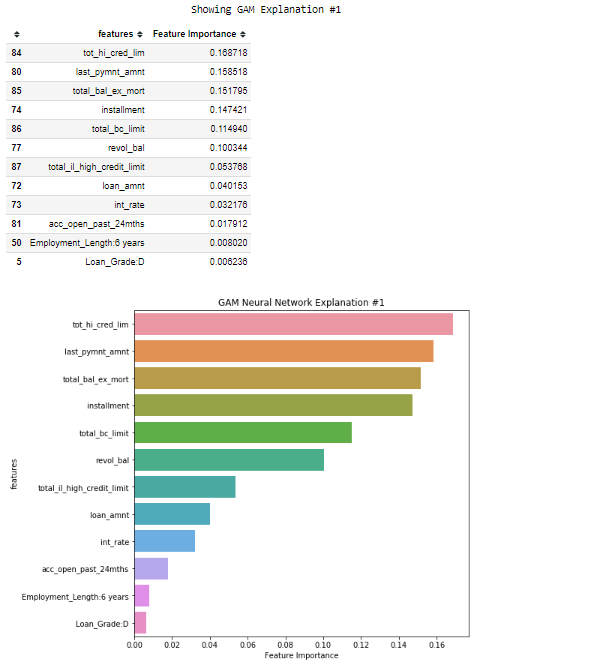 Showing GAM Explanation #1
features Feature Importance
84 tot_hi_cred_lim 0.168718
80 last_pymnt_amnt 0.158518
85 total_bal_ex_mort 0.151795
74 installment 0.147421
86 total_bc_limit 0.114940
77 revol_bal 0.100344
87 total_il_high_credit_limit 0.053768
72 loan_amnt 0.040153
73 int_rate 0.032176
81 acc_open_past_24mths 0.017912
50 Employment_Length:6 years 0.008020
5 Loan_Grade:D 0.006236
GAM Neural Network Explanation #1
tot_hi_cred_lim
last_pymnt_amnt
total_bal_ex_mort
installment
total_bc_limit
revol_bal
features
total_il_high_credit_limit
loan_amnt
int_rate
acc_open_past_24mths
Employment_Length:6 years
Loan_Grade:D
0.00 0.02 0.04 0.06 0.08 0.10 0.12 0.14 0.16
Feature Importance